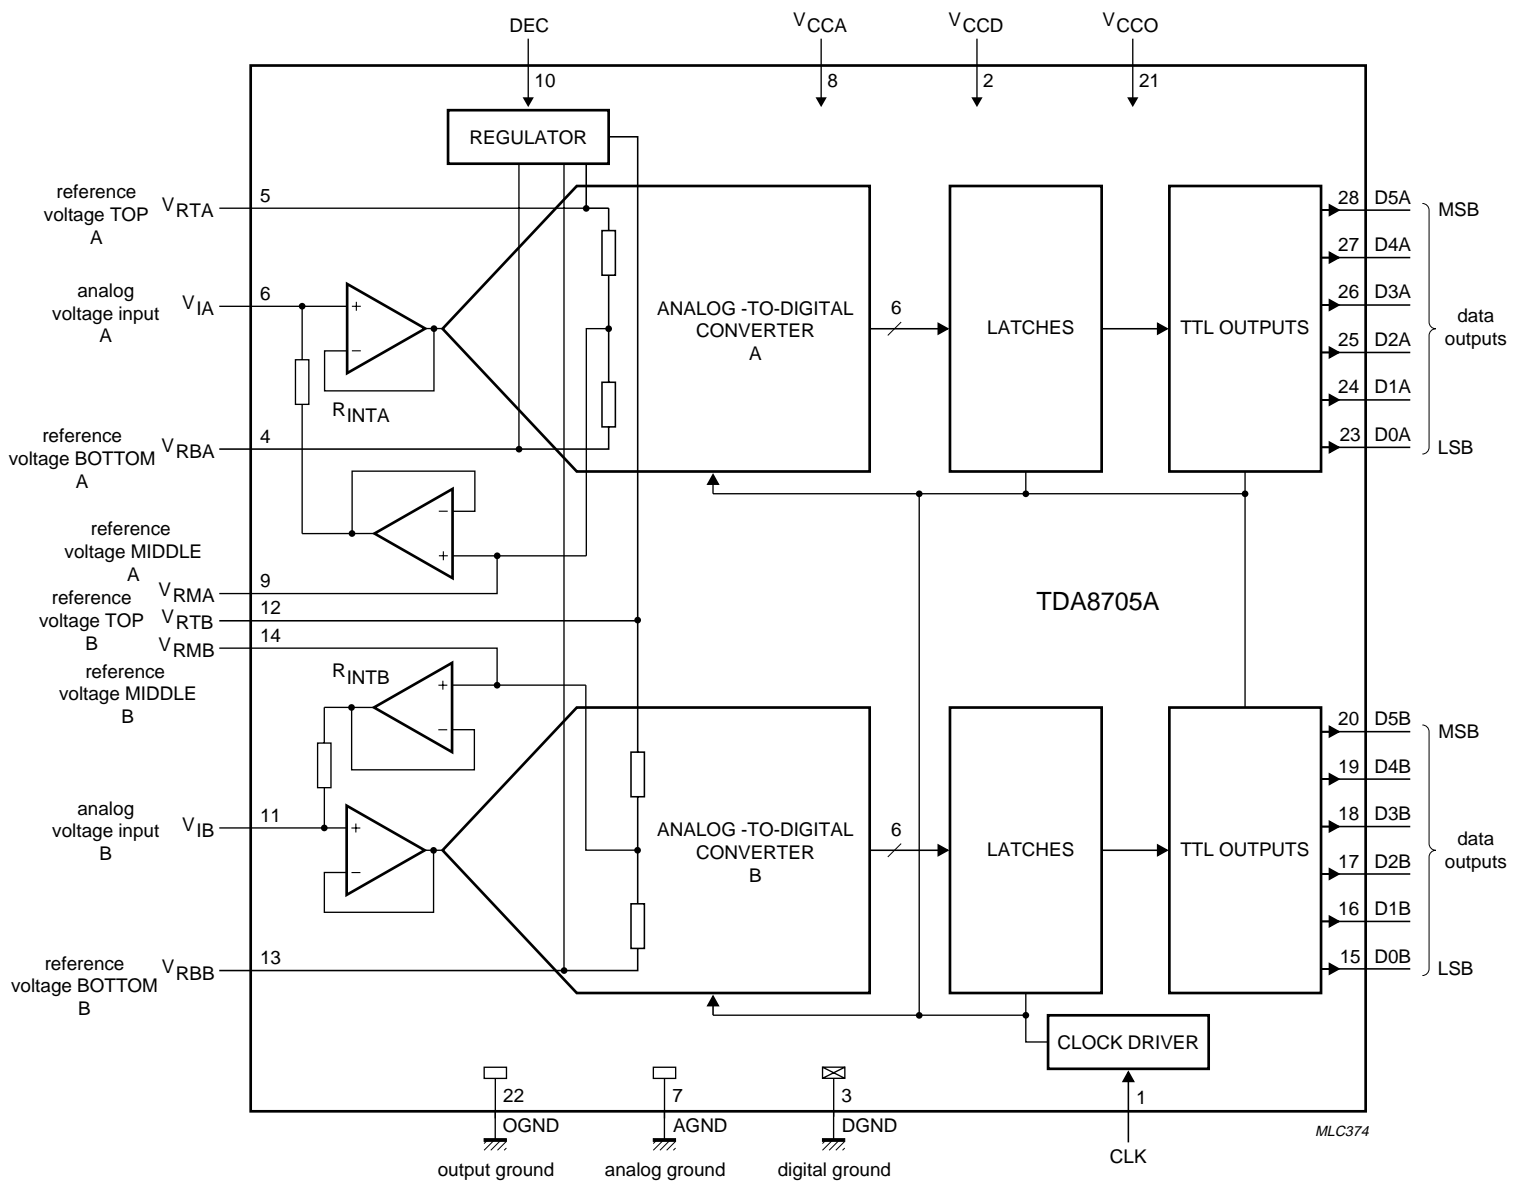 DEC
VCCA
VCCD
VCCO
10
8
2
21
REGULATOR
reference
voltage TOP
A
VRTA
5
analog
voltage input
A
VIA
6
+
−
RINTA
reference
voltage BOTTOM
A
VRBA
4
−
+
reference
voltage MIDDLE
A
VRMA
9
reference
voltage TOP
B
VRTB
12
VRMB
14
reference
voltage MIDDLE
B
RINTB
+
−
analog
voltage input
B
VIB
11
+
−
reference
voltage BOTTOM
B
VRBB
13
ANALOG -TO-DIGITAL
CONVERTER
A
6
LATCHES
TTL OUTPUTS
28 D5A
MSB
27 D4A
26 D3A
25 D2A
24 D1A
23 D0A
LSB
data
outputs
TDA8705A
ANALOG -TO-DIGITAL
CONVERTER
B
6
LATCHES
TTL OUTPUTS
20 D5B
MSB
19 D4B
18 D3B
17 D2B
16 D1B
15 D0B
LSB
data
outputs
CLOCK DRIVER
1
CLK
22
OGND
output ground
7
AGND
analog ground
3
DGND
digital ground
MLC374